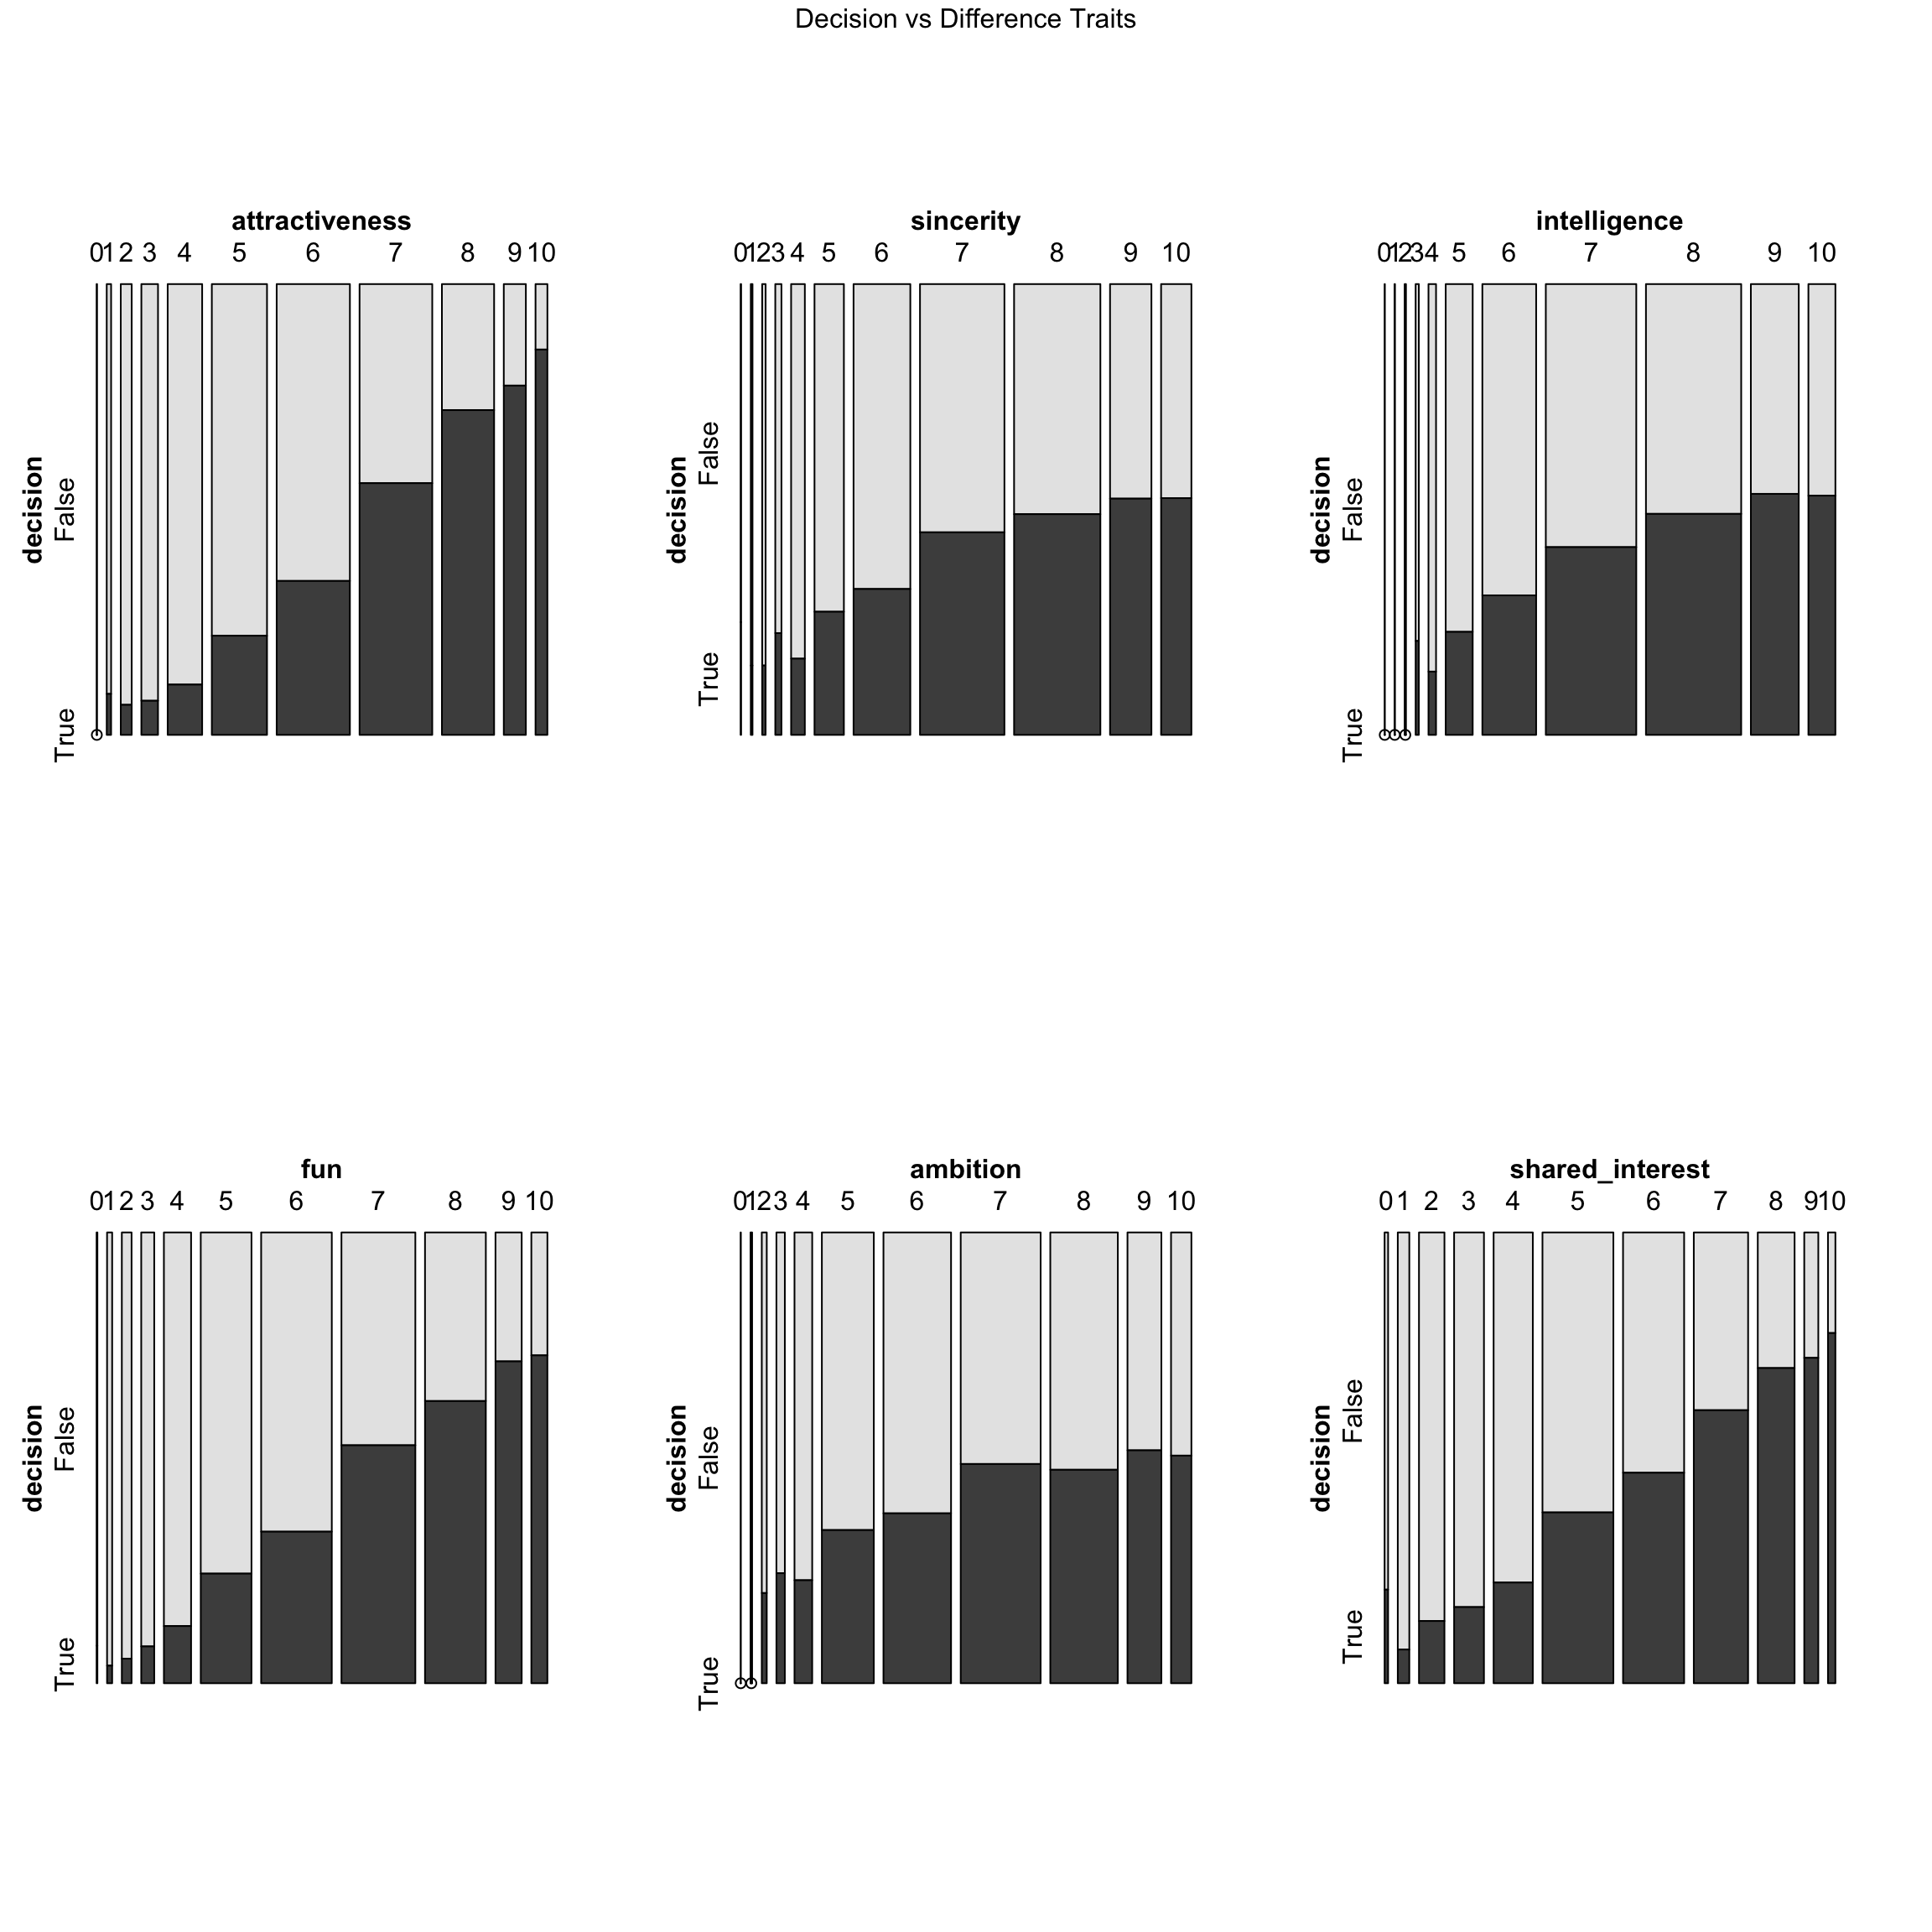 Decision vs Difference Traits
attractiveness
0 1 2 3 4 5 6 7 8 9 10
decision
False
True
sincerity
0 1 2 3 4 5 6 7 8 9 10
decision
False
True
intelligence
0 1 2 3 4 5 6 7 8 9 10
decision
False
True
fun
0 1 2 3 4 5 6 7 8 9 10
decision
False
True
ambition
0 1 2 3 4 5 6 7 8 9 10
decision
False
True
shared_interest
0 1 2 3 4 5 6 7 8 9 10
decision
False
True